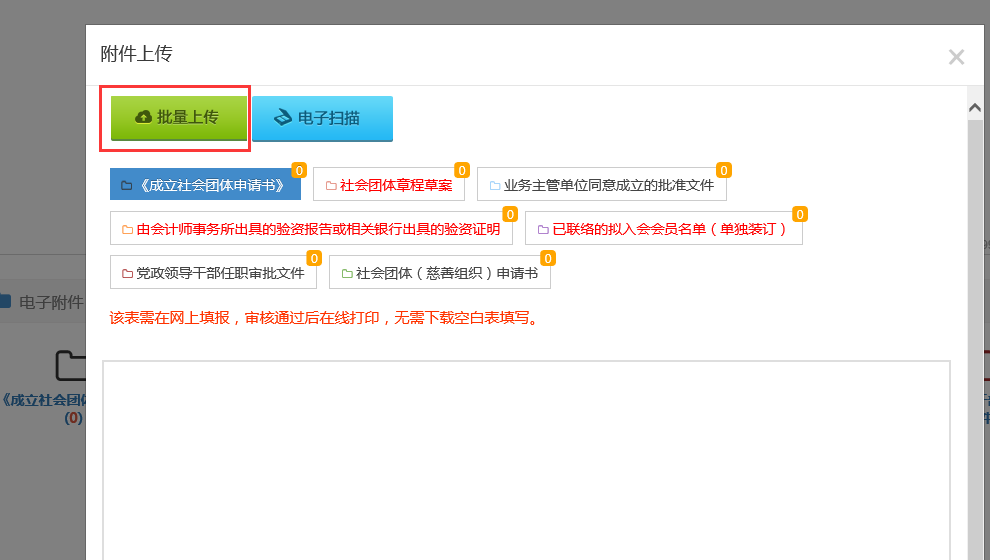 附件上传
批量上传 电子扫描
《成立社会团体申请书》 0 社会团体章程草案 0 业务主管单位同意成立的批准文件 0
由会计师事务所出具的验资报告或相关银行出具的验资证明 0 已联络的拟入会会员名单（单独装订） 0
党政领导干部任职审批文件 0 社会团体（慈善组织）申请书 0
电子附件
该表需在网上填报，审核通过后在线打印，无需下载空白表填写。
《成立社会团体
(0)